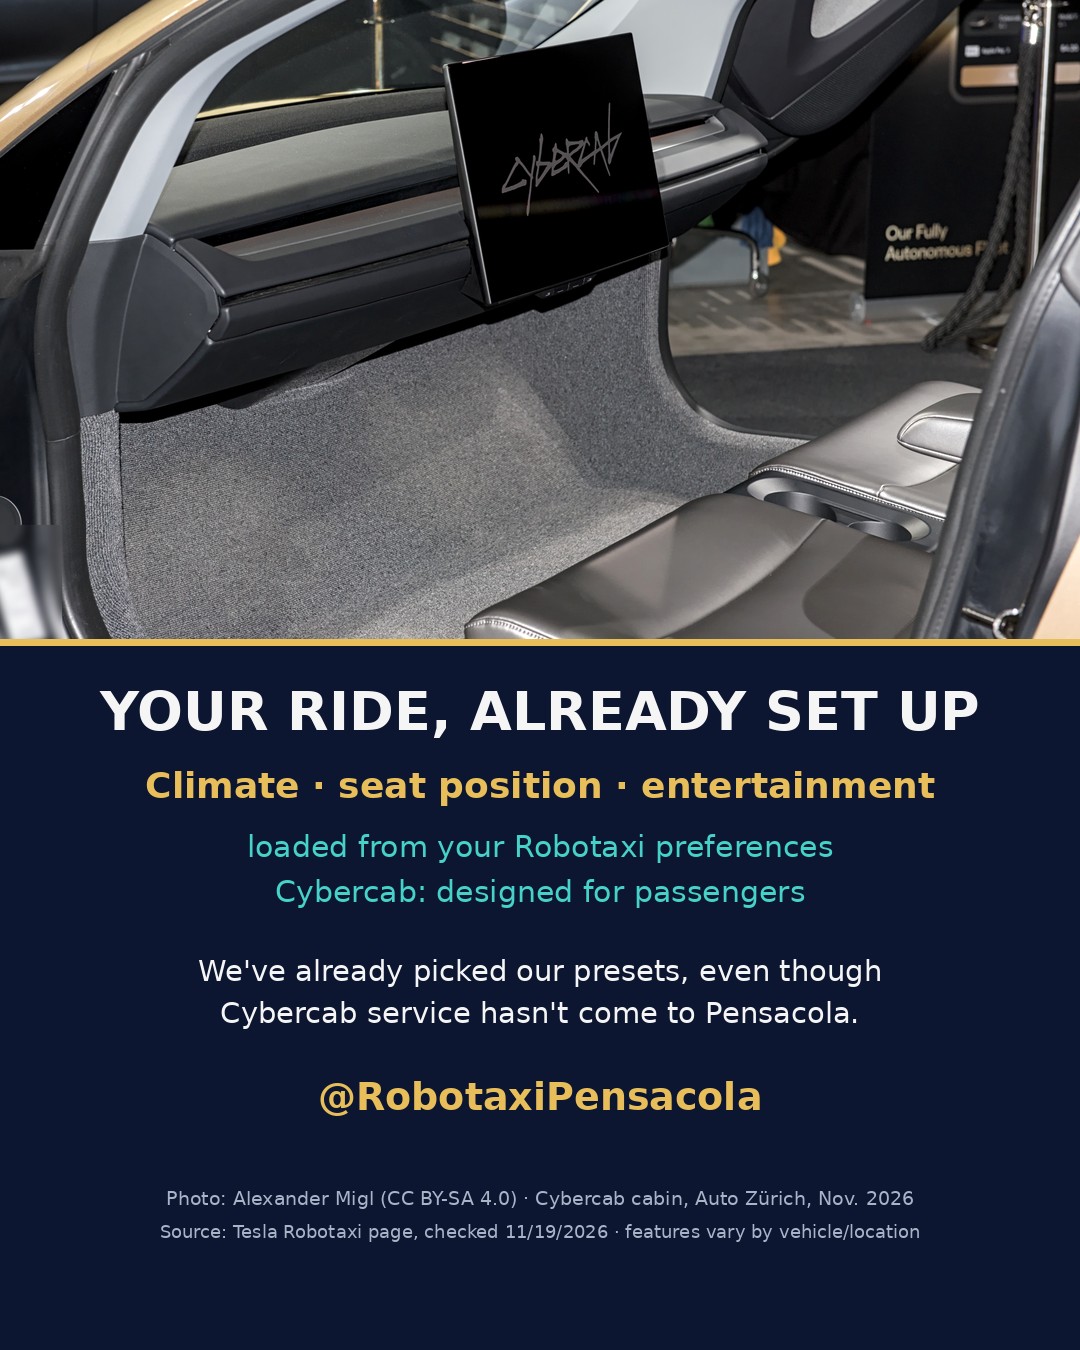 cybercab
Our Fully
Autonomous Fleet
YOUR RIDE, ALREADY SET UP
Climate · seat position · entertainment
loaded from your Robotaxi preferences
Cybercab: designed for passengers
We've already picked our presets, even though
Cybercab service hasn't come to Pensacola.
@RobotaxiPensacola
Photo: Alexander Migl (CC BY-SA 4.0) · Cybercab cabin, Auto Zürich, Nov. 2026
Source: Tesla Robotaxi page, checked 11/19/2026 · features vary by vehicle/location